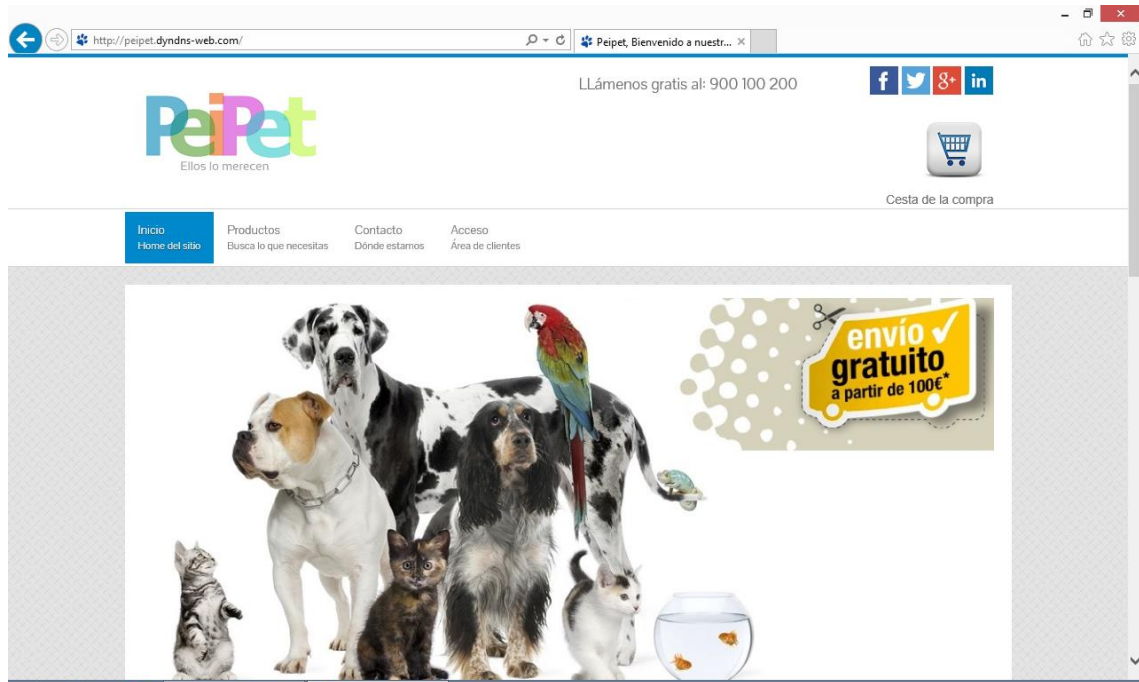 http://peipet.dyndns-web.com/
Peipet, Bienvenido a nuestr...
LLámenos gratis al: 900 100 200
f
8+
in
PeiPet
Ellos lo merecen
Cesta de la compra
Inicio
Home del sitio
Productos
Busca lo que necesitas
Contacto
Dónde estamos
Acceso
Área de clientes
envío
gratuito
a partir de 100€*